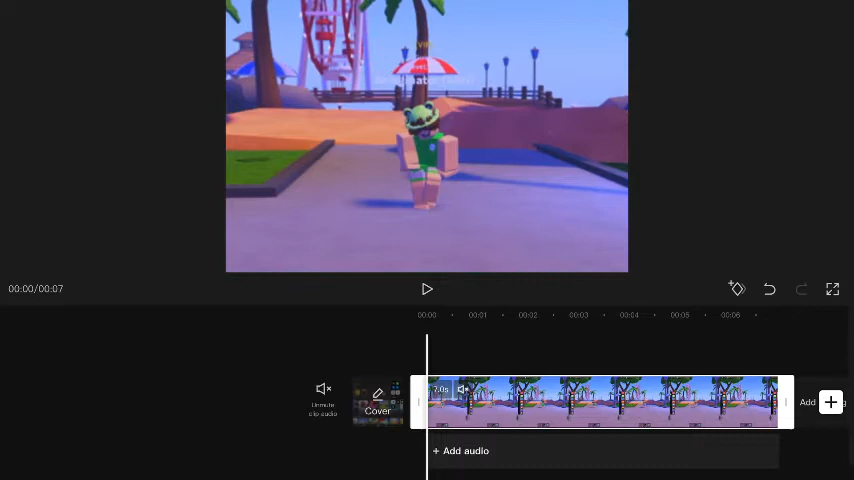 VIP
00:00/00:07
00:00
00:01
00:02
00:03
00:04
00:05
00:06
7.0s
Unmute
clip audio
Cover
Add
+ Add audio